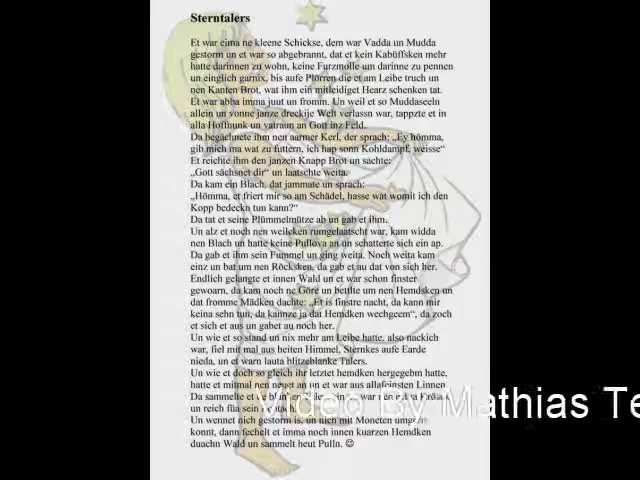 Sterntalers
Et war eima ne kleene Schickse, dem war Vadda un Mudda
gestorm un et war so abgebrannt, dat et kein Kabüffsken mehr
hatte darinnen zu wohn, keine Furzmolle um darinne zu pennen
un einglich garnix, bis aufe Plürren die et am Leibe truch un
nen Kanten Brot, wat ihm ein mitleidiget Hearz schenken tat.
Et war abba imma juut un fromm. Un weil et so Muddaseeln
allein un vonne janze dreckije Welt verlassn war, tappzte et in
alla Hoffnunk un vatraun an Gott inz Feld.
Da begächnete ihm nen aarmer Kerl, der sprach: „Ey hömma,
gib mich ma wat zu futtern, ich hap sonn Kohldampf, weisse“
Et reichte ihm den janzen Knapp Brot un sachte:
„Gott sächsnet dir“ un laatschte weita.
Da kam ein Blach, dat jammate un sprach:
„Hömma, et friert mir so am Schädel, hasse wat womit ich den
Kopp bedeckn tun kann?“
Da tat et seine Plümmelmütze ab un gab et ihm.
Un alz et noch nen weilcken rumgelaatscht war, kam widda
nen Blach un hatte keine Pullova an un schatterte sich ein ap.
Da gab et ihm sein Fummel un ging weita. Noch weita kam
einz un bat um nen Röcksken, da gab et au dat von sich her.
Endlich gelangte et innen Wald un et war schon finster
gewoarn, da kam noch ne Göre un bettlte um nen Hemdsken un
dat fromme Mädken dachte: „Et is finstre nacht, da kann mir
keina sehn tun, da kannze ja dat Hemdken wechgeem“, da zoch
et sich et aus un gabet au noch her.
Un wie et so stand un nix mehr am Leibe hatte, also nackich
war, fiel mit mal aus heiten Himmel, Sternkes aufe Earde
nieda, un et warn lauta blitzeblanke Talers.
Un wie et doch so gleich ihr letztet hemdken hergegebm hatte,
hatte et mitmal nen neuet an un et war aus allafeinsten Linnen.
Da sammelte et
un reich füa sein
Un wennet nich gestorm is, un nich mit Moneten umgehn
konnt, dann fechelt et imma noch innen kuarzen Hemdken
duachn Wald un sammelt heut Pulln. ☺
Video By Mathias Te